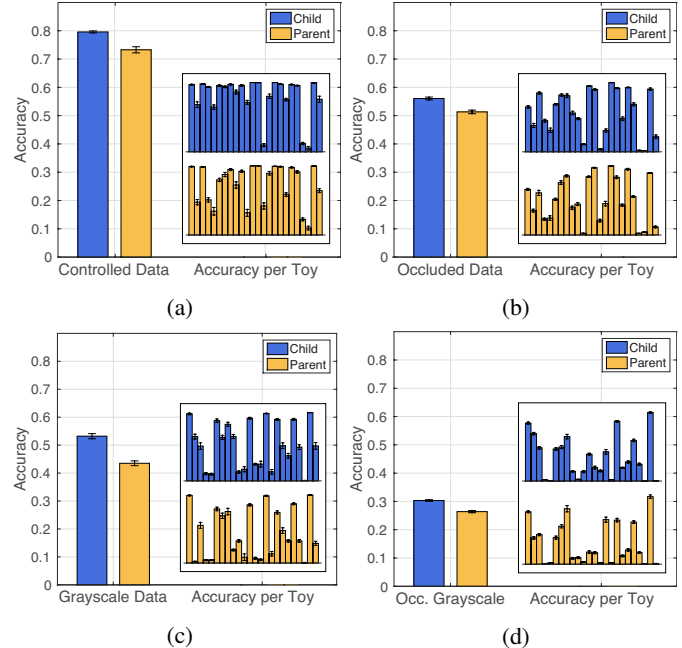 Child
Parent
Accuracy
0.8
0.7
0.6
0.5
0.4
0.3
0.2
0.1
0
Controlled Data
Accuracy per Toy
(a)
Child
Parent
Accuracy
0.8
0.7
0.6
0.5
0.4
0.3
0.2
0.1
0
Occluded Data
Accuracy per Toy
(b)
Child
Parent
Accuracy
0.8
0.7
0.6
0.5
0.4
0.3
0.2
0.1
0
Grayscale Data
Accuracy per Toy
(c)
Child
Parent
Accuracy
0.8
0.7
0.6
0.5
0.4
0.3
0.2
0.1
0
Occ. Grayscale
Accuracy per Toy
(d)